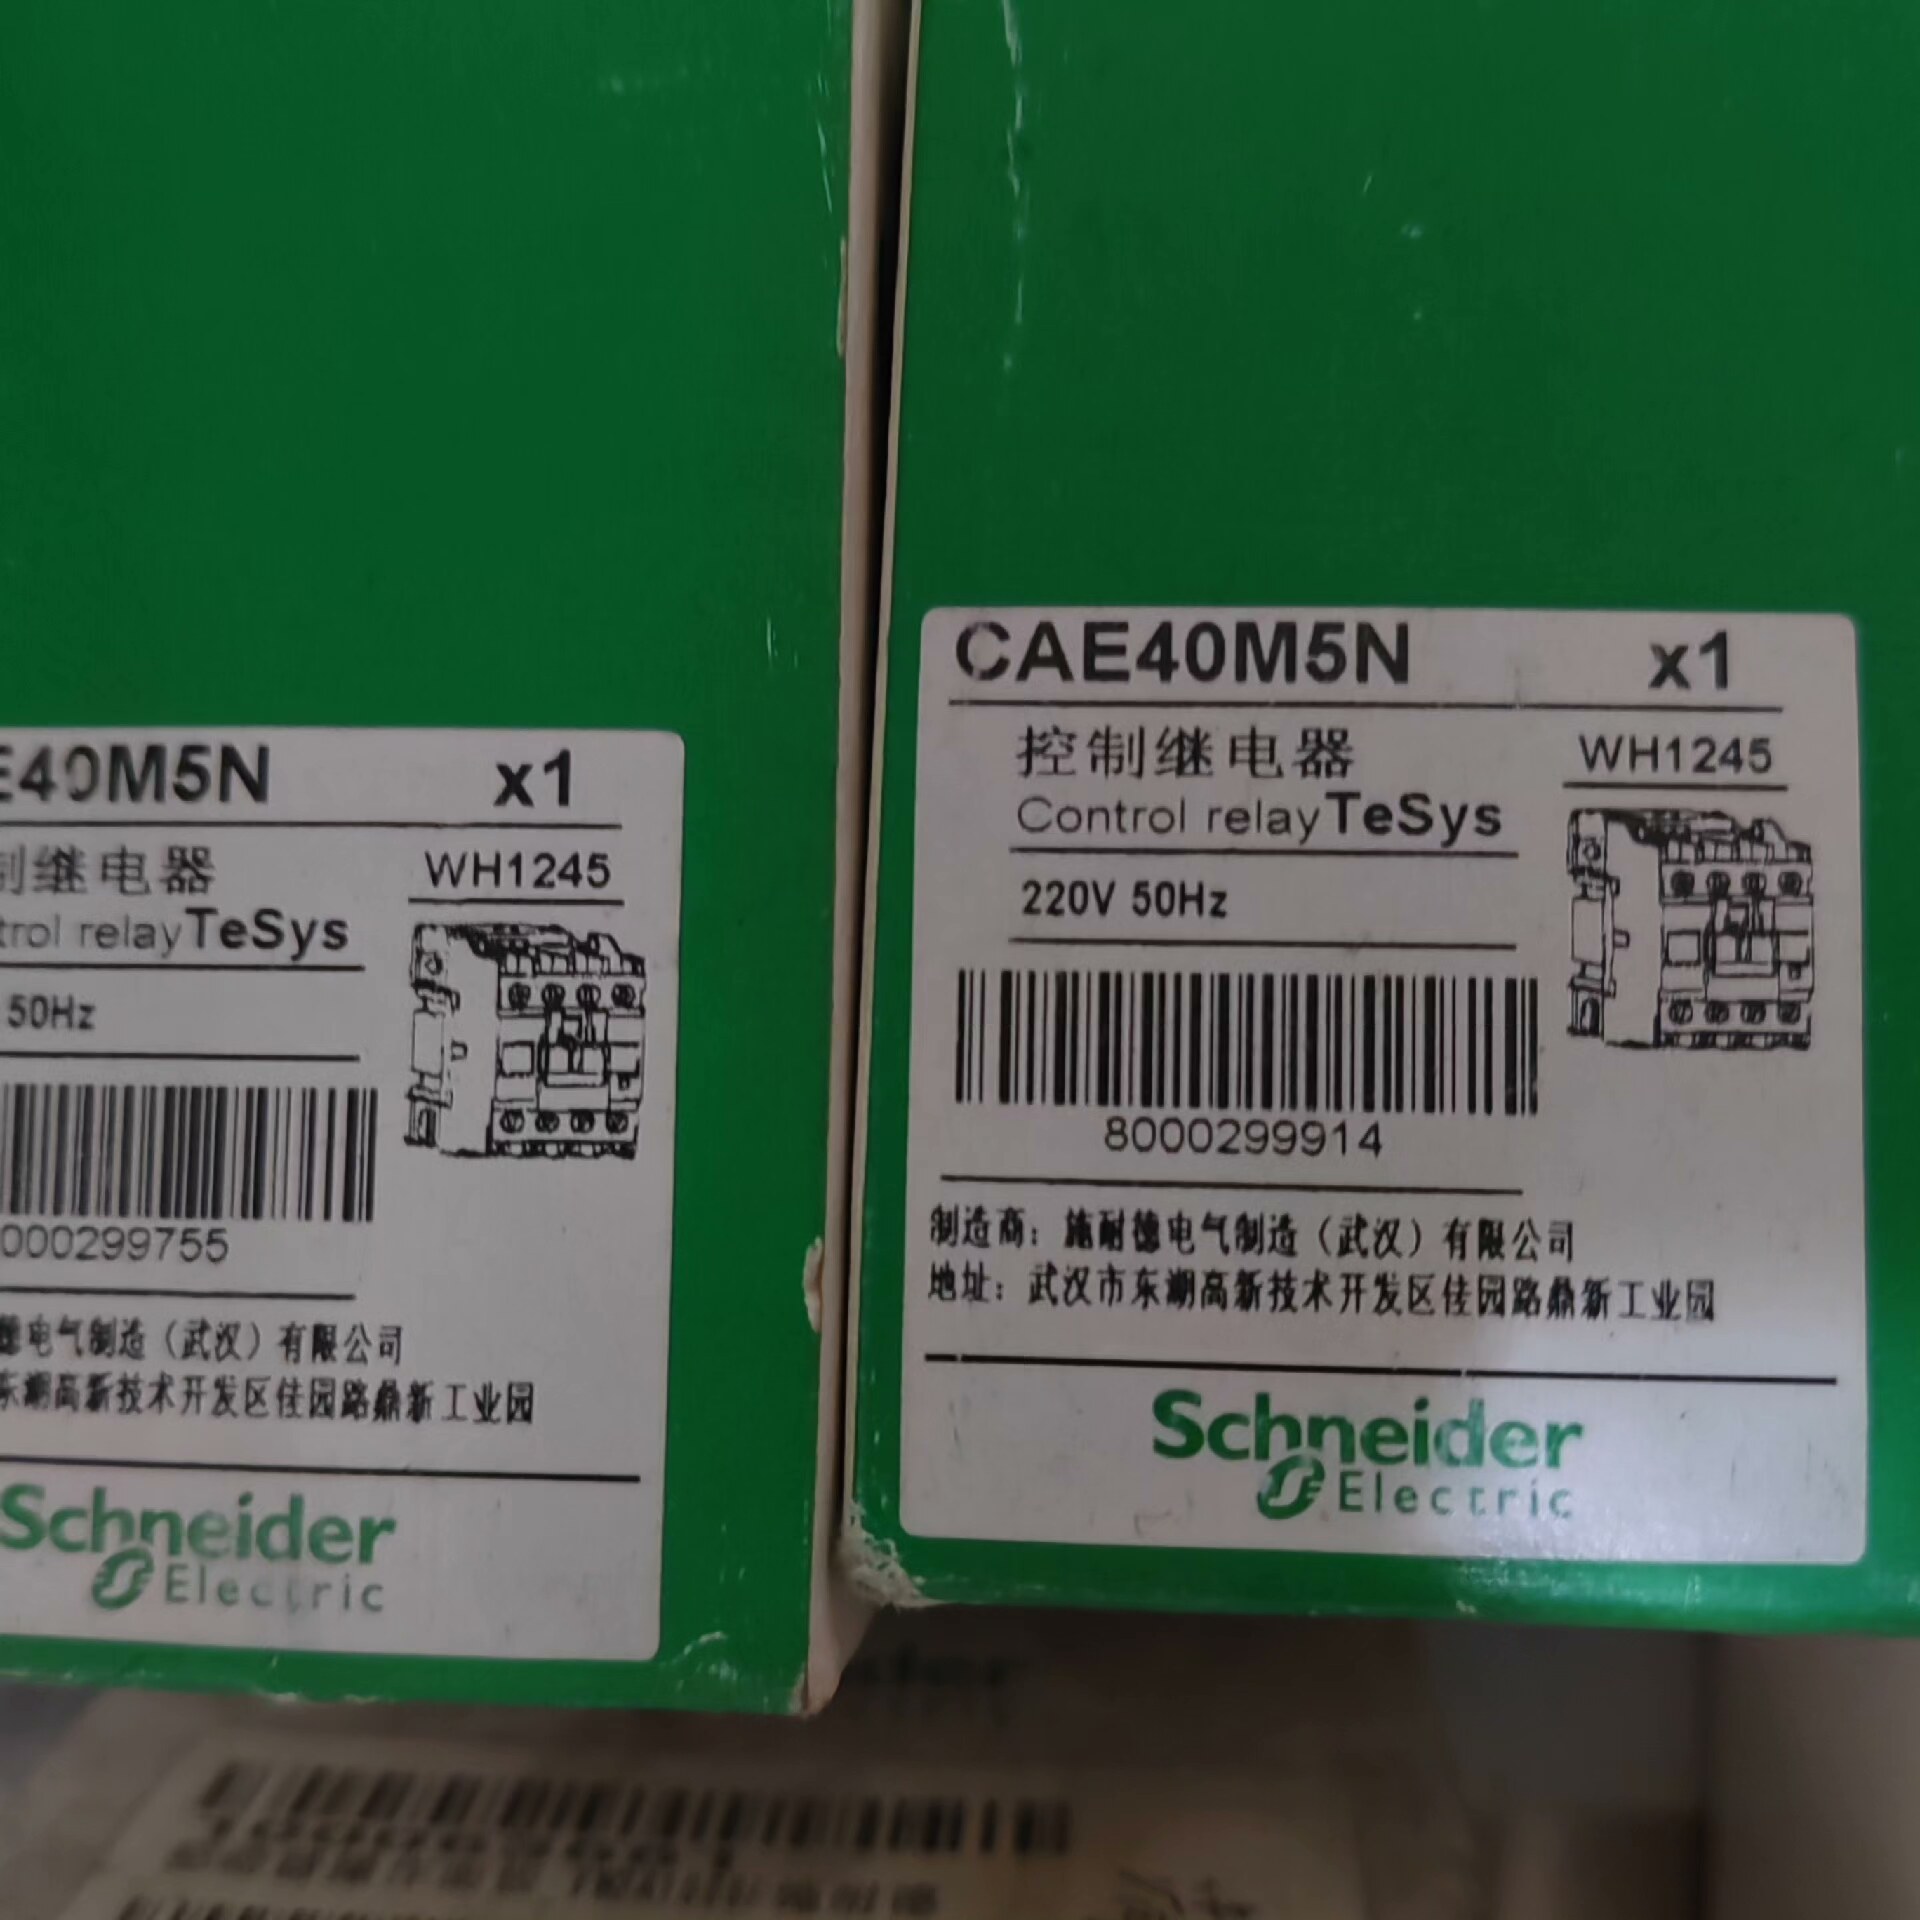 E40M5N x1
制继电器 WH1245
trol relay TeSys
50Hz
000299755
德电气制造（武汉）有限公司
东湖高新技术开发区佳园路鼎新工业园
Schneider
Electric
CAE40M5N x1
控制继电器 WH1245
Control relay TeSys
220V 50Hz
8000299914
制造商：施耐德电气制造（武汉）有限公司
地址：武汉市东湖高新技术开发区佳园路鼎新工业园
Schneider
Electric